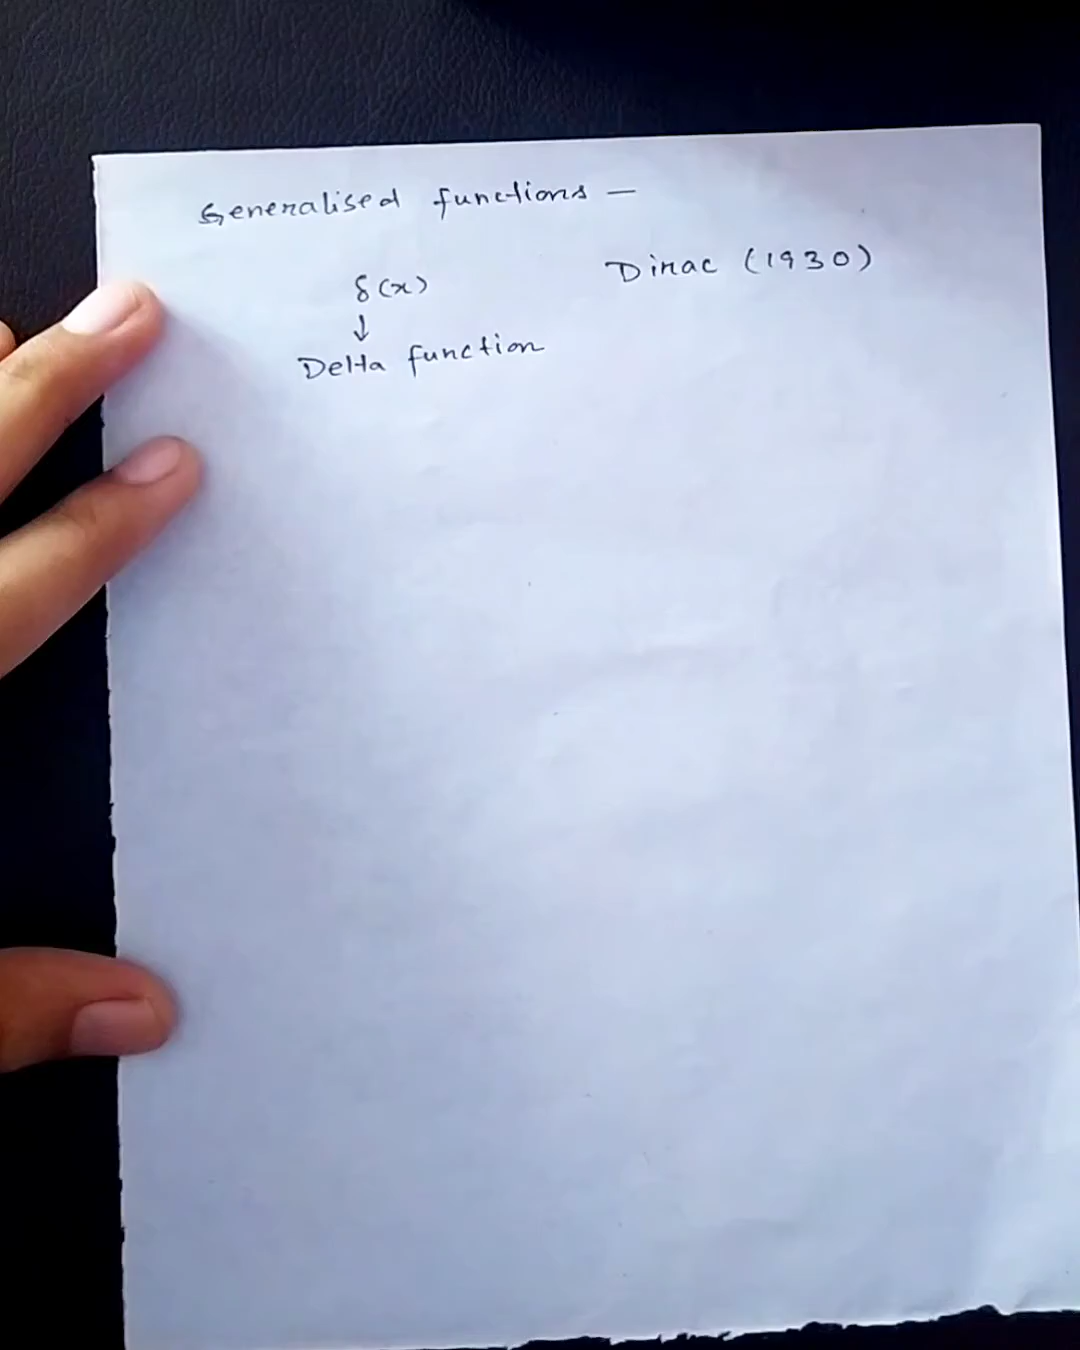 Generalised functions —
δ(x)
Dirac (1930)
↓
Delta function